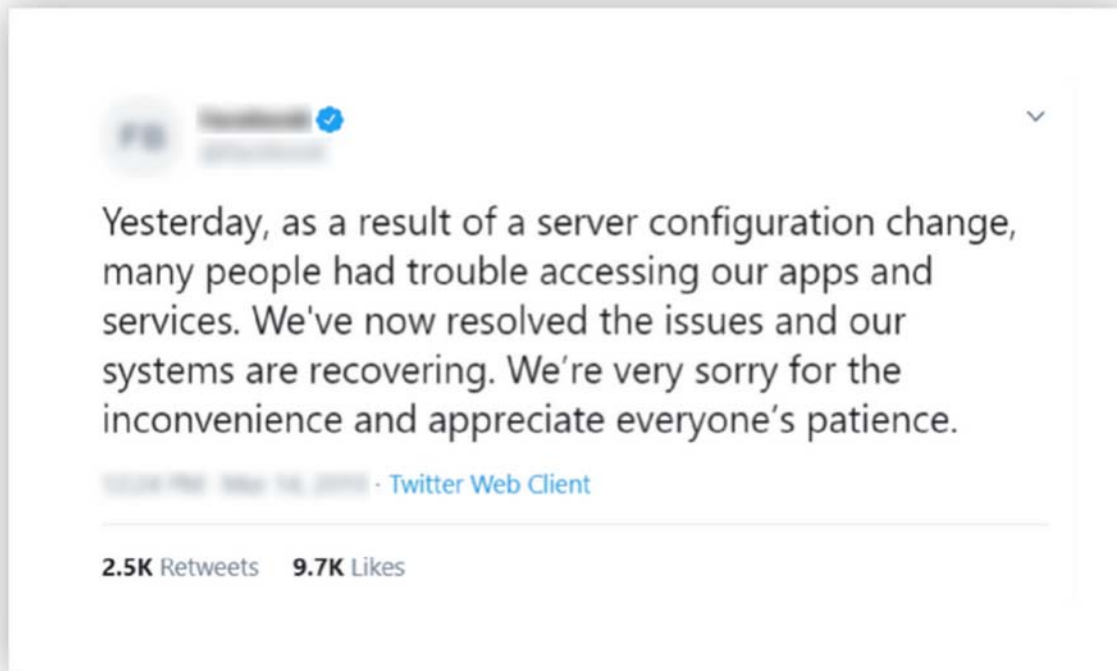 Yesterday, as a result of a server configuration change,
many people had trouble accessing our apps and
services. We've now resolved the issues and our
systems are recovering. We’re very sorry for the
inconvenience and appreciate everyone’s patience.
· Twitter Web Client
2.5K Retweets 9.7K Likes